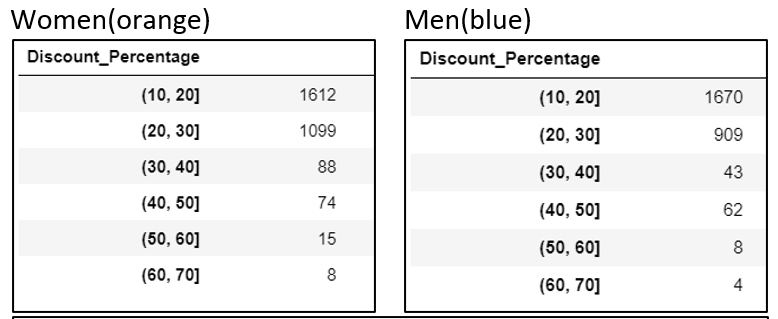 Women(orange)
Discount_Percentage
(10, 20] 1612
(20, 30] 1099
(30, 40] 88
(40, 50] 74
(50, 60] 15
(60, 70] 8
Men(blue)
Discount_Percentage
(10, 20] 1670
(20, 30] 909
(30, 40] 43
(40, 50] 62
(50, 60] 8
(60, 70] 4